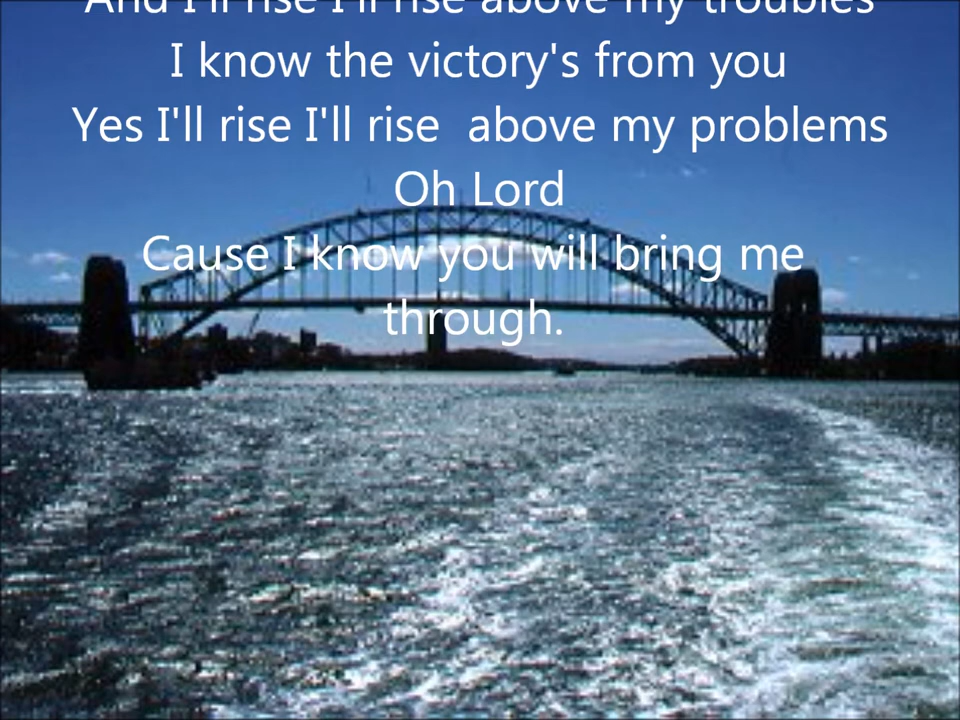 And I'll rise I'll rise above my troubles
I know the victory's from you
Yes I'll rise I'll rise  above my problems
Oh Lord
Cause I know you will bring me
through.